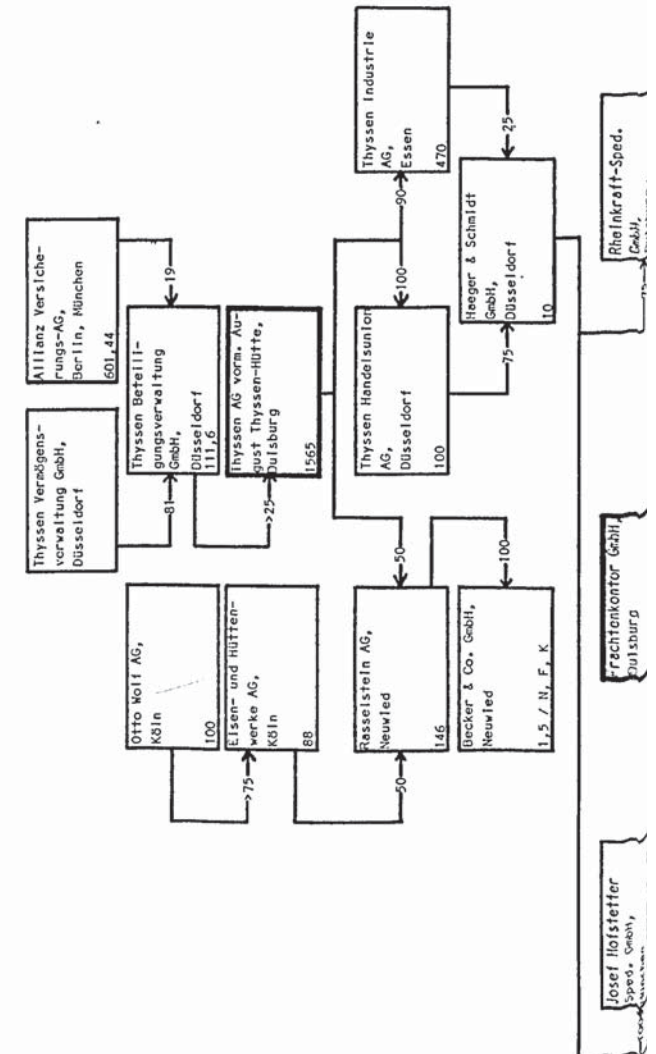 Thyssen Vermögens-
verwaltung GmbH,
Düsseldorf
Allianz Versiche-
rungs-AG,
Berlin, München
601,44
81
19
Thyssen Beteili-
gungsverwaltung
GmbH,
Düsseldorf
111,6
>25
Thyssen AG vorm. Au-
gust Thyssen-Hütte,
Duisburg
1565
Otto Wolf AG,
Köln
100
>75
Eisen- und Hütten-
werke AG,
Köln
88
50
50
100
90
Rasselstein AG,
Neuwied
146
Thyssen Handelsunion
AG,
Düsseldorf
100
Thyssen Industrie
AG,
Essen
470
100
75
25
Becker & Co. GmbH,
Neuwied
1,5 / N, F, K
Haeger & Schmidt
GmbH,
Düsseldorf
10
Josef Hofstetter
Sped. GmbH,
Frachtenkontor GmbH,
Duisburg
75
Rheinkraft-Sped.
GmbH,